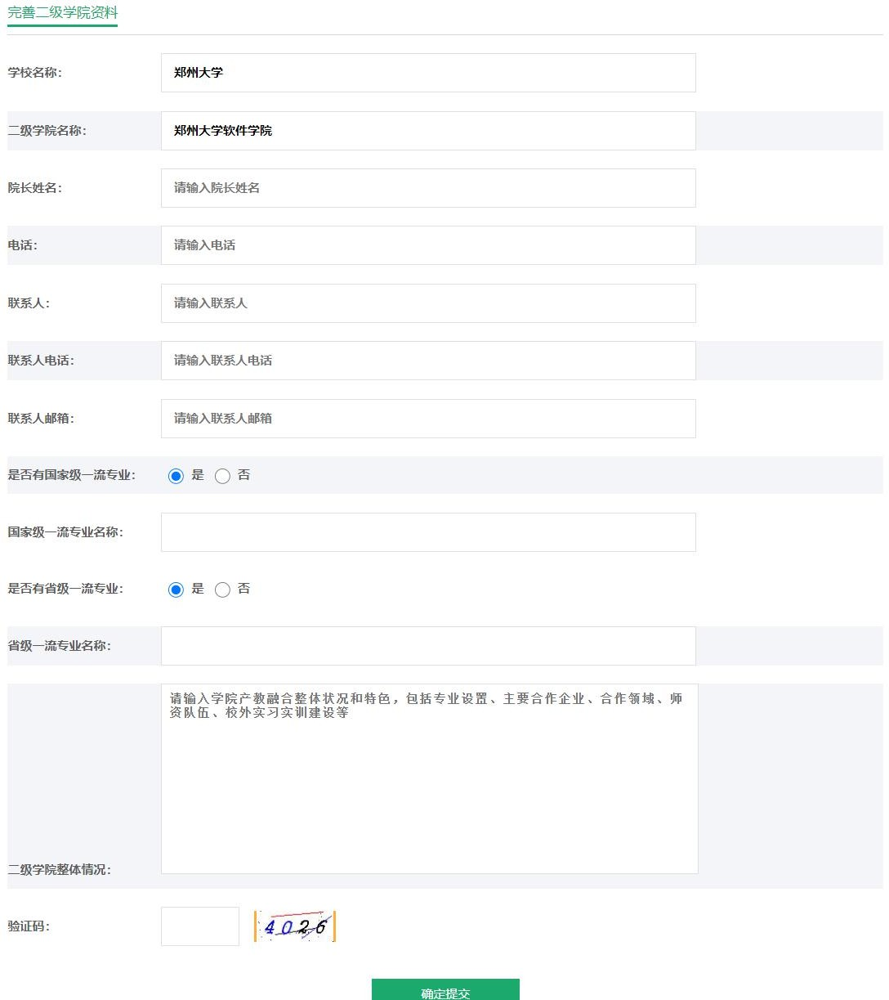 完善二级学院资料
学校名称：
郑州大学
二级学院名称：
郑州大学软件学院
院长姓名：
请输入院长姓名
电话：
请输入电话
联系人：
请输入联系人
联系人电话：
请输入联系人电话
联系人邮箱：
请输入联系人邮箱
是否有国家级一流专业： 是 否
国家级一流专业名称：
是否有省级一流专业： 是 否
省级一流专业名称：
请输入学院产教融合整体状况和特色，包括专业设置、主要合作企业、合作领域、师
资队伍、校外实习实训建设等
二级学院整体情况：
验证码：
4026
确定提交